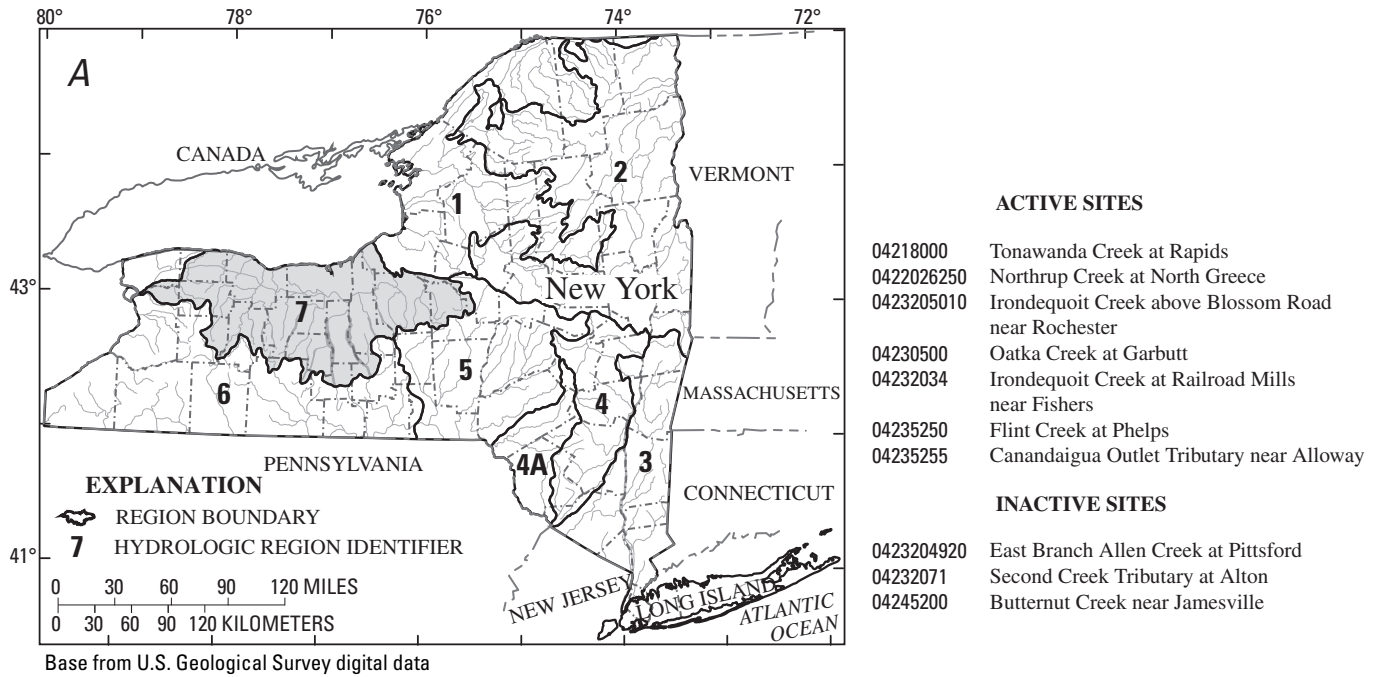 80° 78° 76° 74° 72°
A
CANADA
2
VERMONT
1
43°
New York
7
5
6
4
MASSACHUSETTS
PENNSYLVANIA
4A
3
CONNECTICUT
EXPLANATION
REGION BOUNDARY
7 HYDROLOGIC REGION IDENTIFIER
41°
0 30 60 90 120 MILES
0 30 60 90 120 KILOMETERS
NEW JERSEY
LONG ISLAND
ATLANTIC
OCEAN
Base from U.S. Geological Survey digital data
ACTIVE SITES
04218000 Tonawanda Creek at Rapids
0422026250 Northrup Creek at North Greece
0423205010 Irondequoit Creek above Blossom Road
near Rochester
04230500 Oatka Creek at Garbutt
04232034 Irondequoit Creek at Railroad Mills
near Fishers
04235250 Flint Creek at Phelps
04235255 Canandaigua Outlet Tributary near Alloway
INACTIVE SITES
0423204920 East Branch Allen Creek at Pittsford
04232071 Second Creek Tributary at Alton
04245200 Butternut Creek near Jamesville